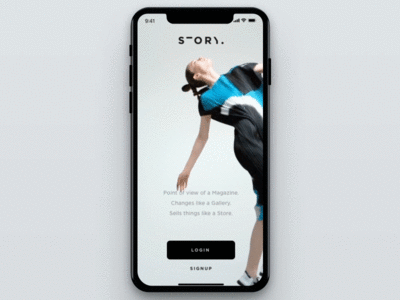 9:41
STORY.
Point of view of a Magazine.
Changes like a Gallery.
Sells things like a Store.
LOGIN
SIGNUP